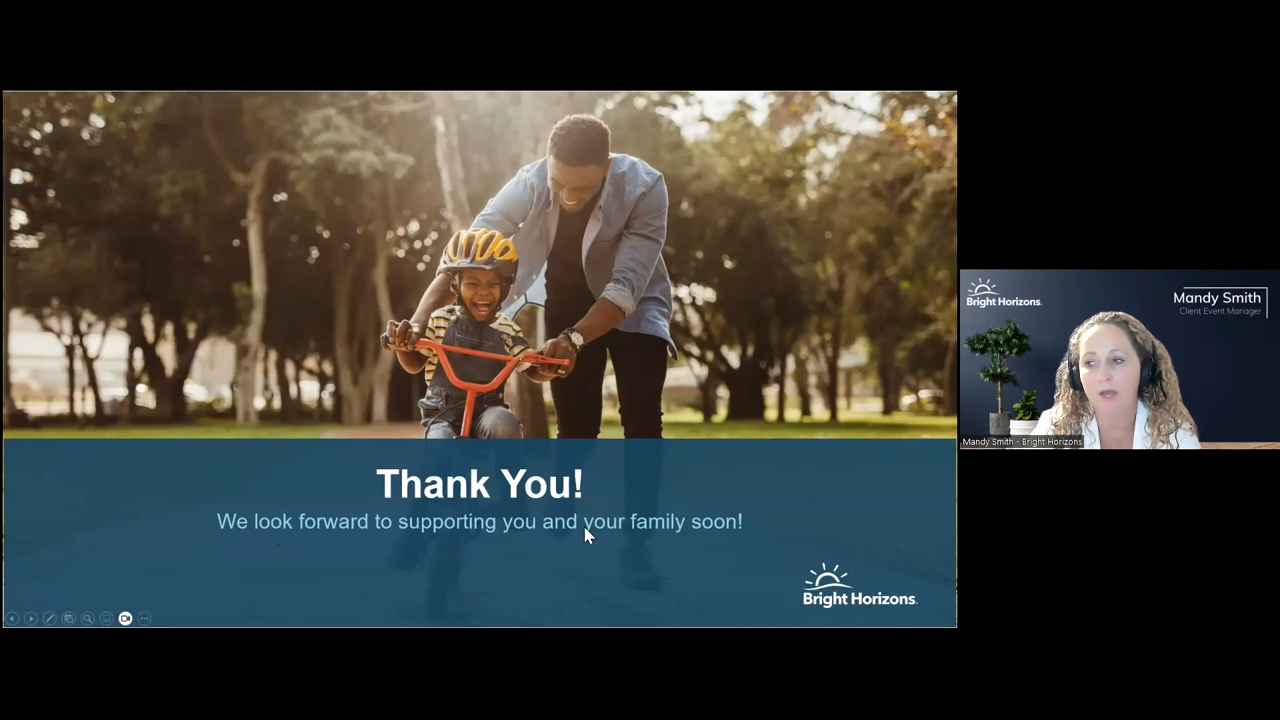 Thank You!
We look forward to supporting you and your family soon!
Bright Horizons.
Bright Horizons.
Mandy Smith
Client Event Manager
Mandy Smith - Bright Horizons